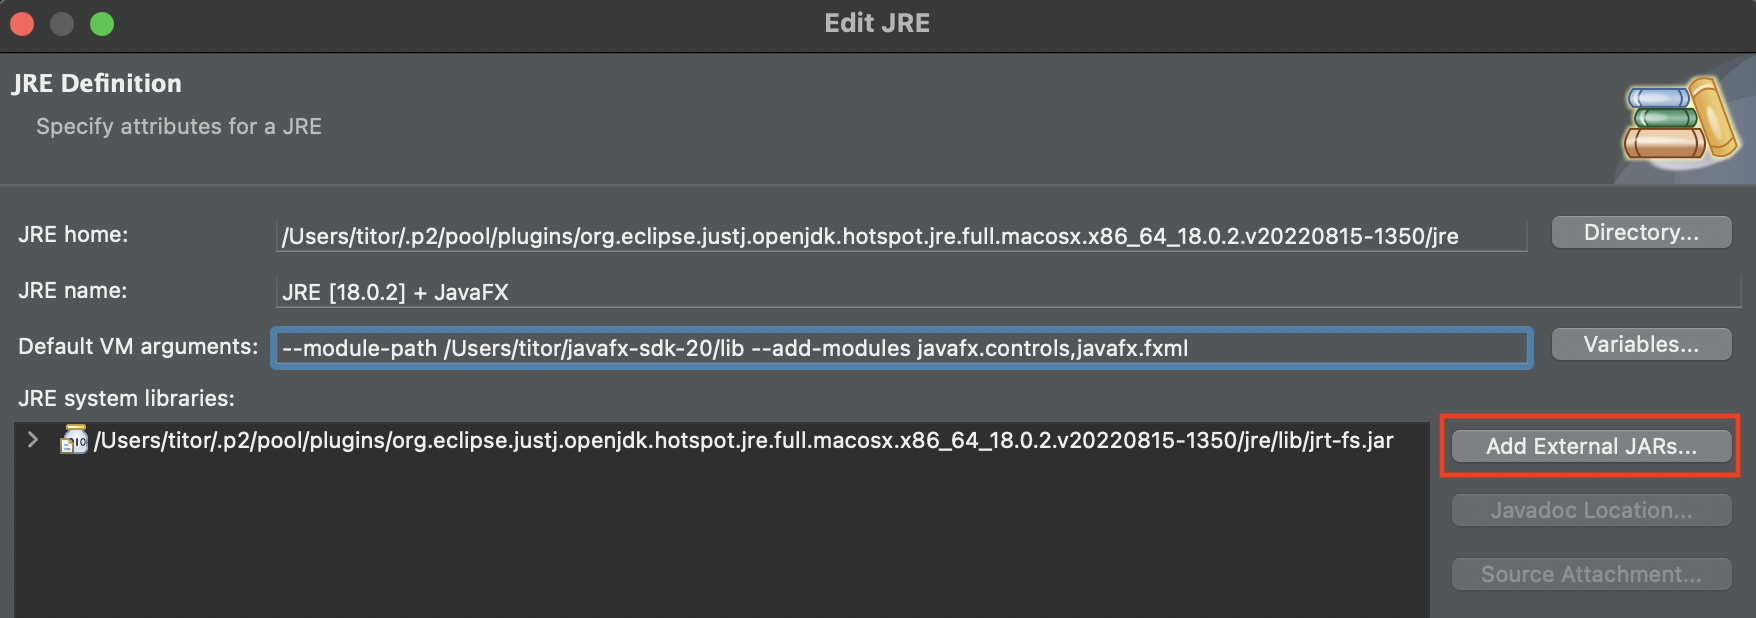 Edit JRE
JRE Definition
Specify attributes for a JRE
JRE home: /Users/titor/.p2/pool/plugins/org.eclipse.justj.openjdk.hotspot.jre.full.macosx.x86_64_18.0.2.v20220815-1350/jre Directory...
JRE name: JRE [18.0.2] + JavaFX
Default VM arguments: --module-path /Users/titor/javafx-sdk-20/lib --add-modules javafx.controls,javafx.fxml Variables...
JRE system libraries:
/Users/titor/.p2/pool/plugins/org.eclipse.justj.openjdk.hotspot.jre.full.macosx.x86_64_18.0.2.v20220815-1350/jre/lib/jrt-fs.jar Add External JARs...
Javadoc Location...
Source Attachment...